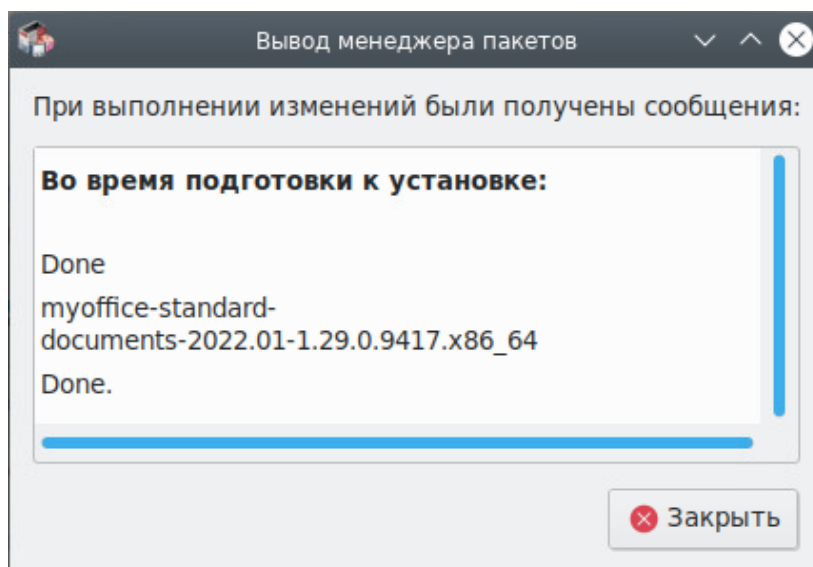 Вывод менеджера пакетов
При выполнении изменений были получены сообщения:
Во время подготовки к установке:
Done
myoffice-standard-
documents-2022.01-1.29.0.9417.x86_64
Done.
Закрыть